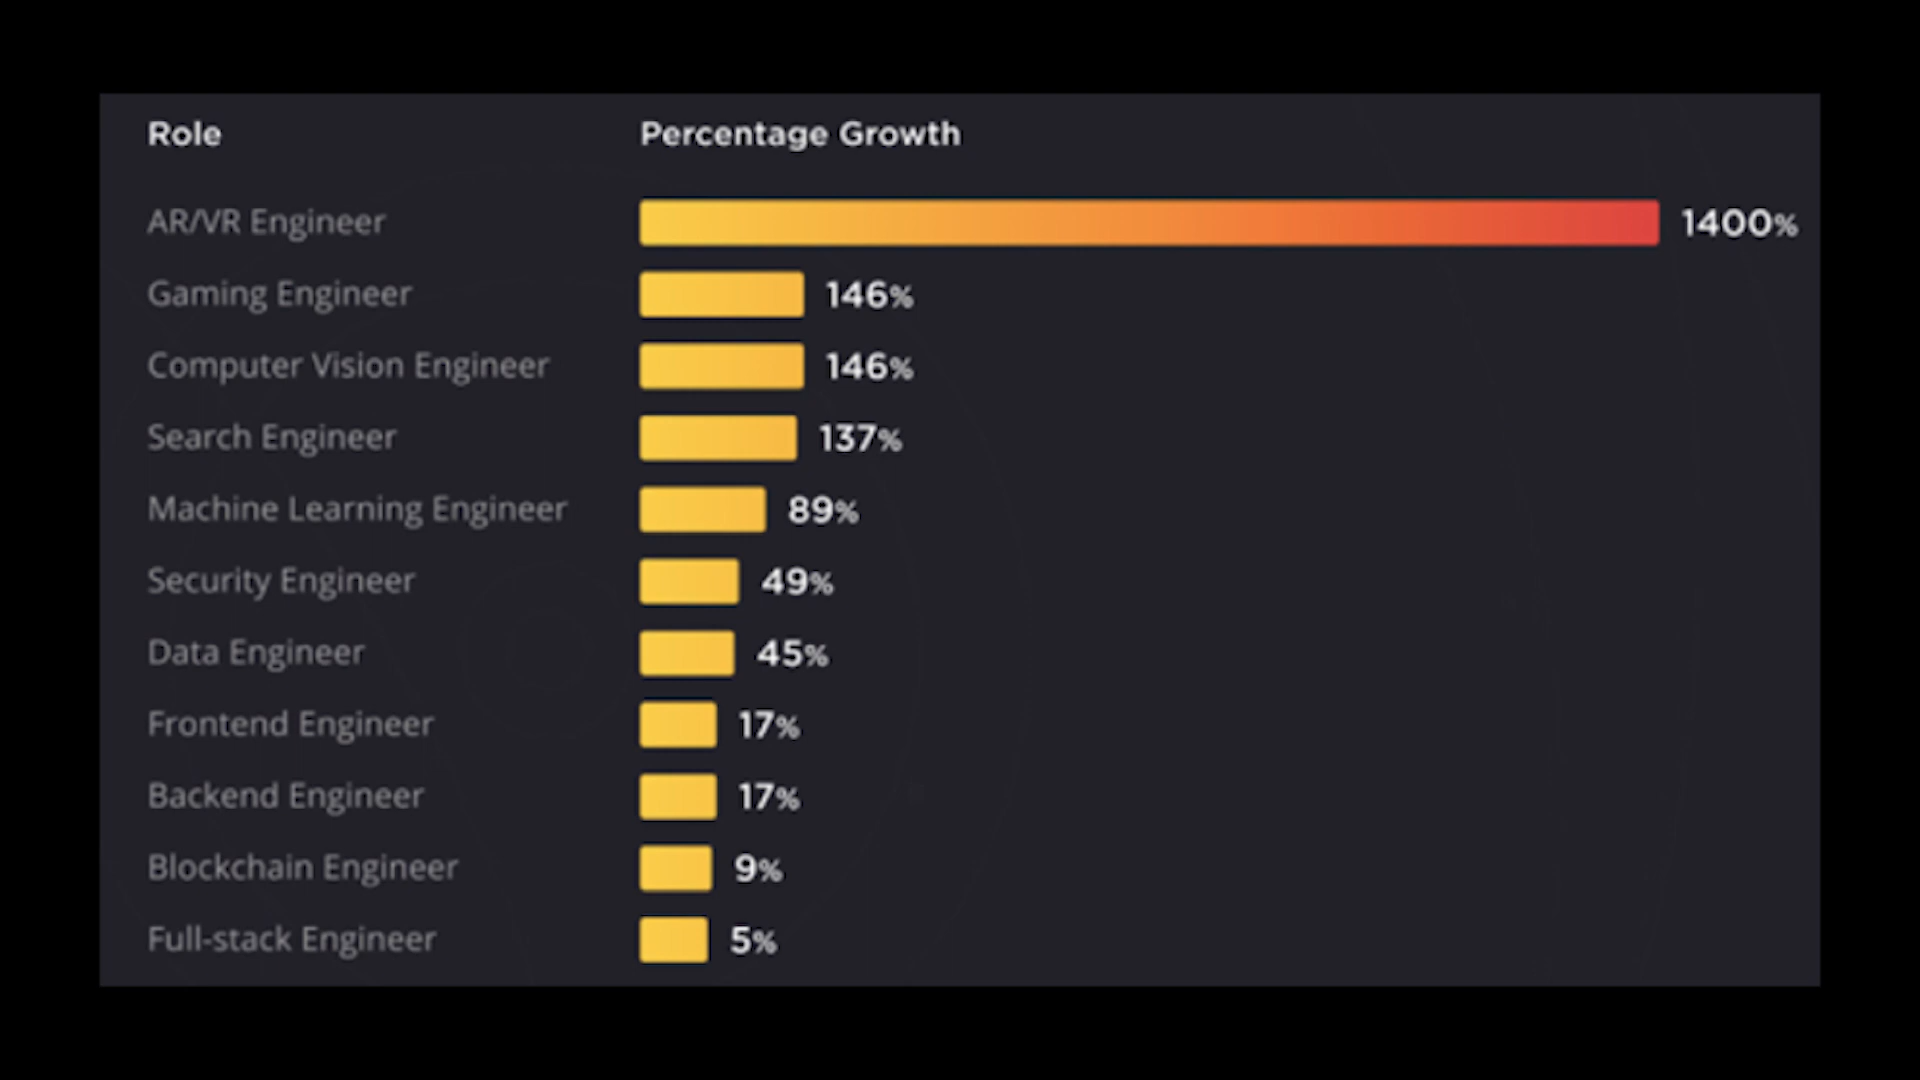 Role Percentage Growth
AR/VR Engineer 1400%
Gaming Engineer 146%
Computer Vision Engineer 146%
Search Engineer 137%
Machine Learning Engineer 89%
Security Engineer 49%
Data Engineer 45%
Frontend Engineer 17%
Backend Engineer 17%
Blockchain Engineer 9%
Full-stack Engineer 5%